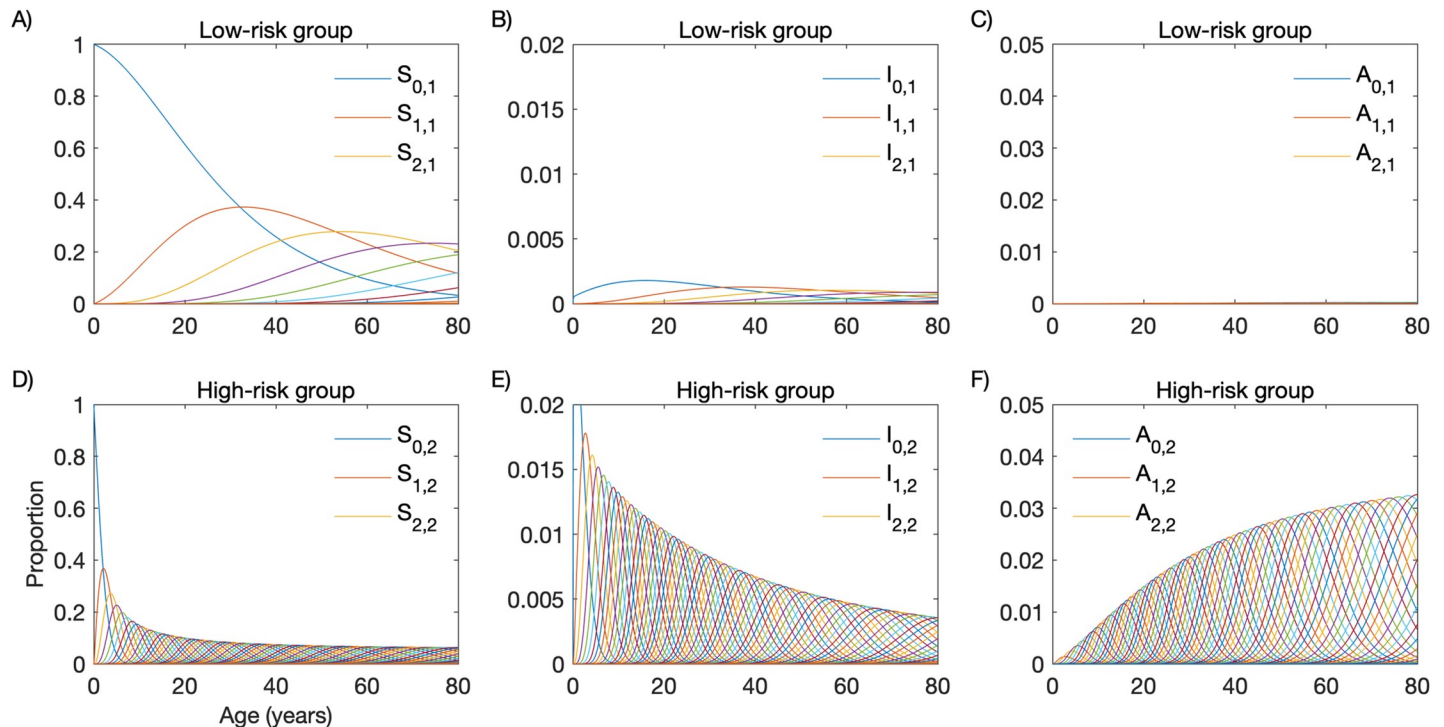 A)
Low-risk group
1
0.8
0.6
0.4
0.2
0
0 20 40 60 80
S0,1
S1,1
S2,1
B)
Low-risk group
0.02
0.015
0.01
0.005
0
0 20 40 60 80
I0,1
I1,1
I2,1
C)
Low-risk group
0.05
0.04
0.03
0.02
0.01
0
0 20 40 60 80
A0,1
A1,1
A2,1
D)
High-risk group
1
0.8
0.6
0.4
0.2
0
0 20 40 60 80
Proportion
Age (years)
S0,2
S1,2
S2,2
E)
High-risk group
0.02
0.015
0.01
0.005
0
0 20 40 60 80
I0,2
I1,2
I2,2
F)
High-risk group
0.05
0.04
0.03
0.02
0.01
0
0 20 40 60 80
A0,2
A1,2
A2,2